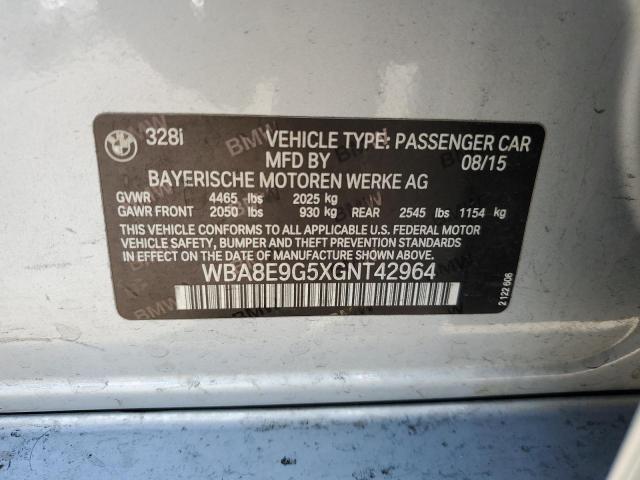 328i VEHICLE TYPE: PASSENGER CAR
MFD BY 08/15
BAYERISCHE MOTOREN WERKE AG
GVWR 4465 lbs 2025 kg
GAWR FRONT 2050 lbs 930 kg REAR 2545 lbs 1154 kg
THIS VEHICLE CONFORMS TO ALL APPLICABLE U.S. FEDERAL MOTOR
VEHICLE SAFETY, BUMPER AND THEFT PREVENTION STANDARDS
IN EFFECT ON THE DATE OF MANUFACTURE SHOWN ABOVE.
WBA8E9G5XGNT42964
2 122 606